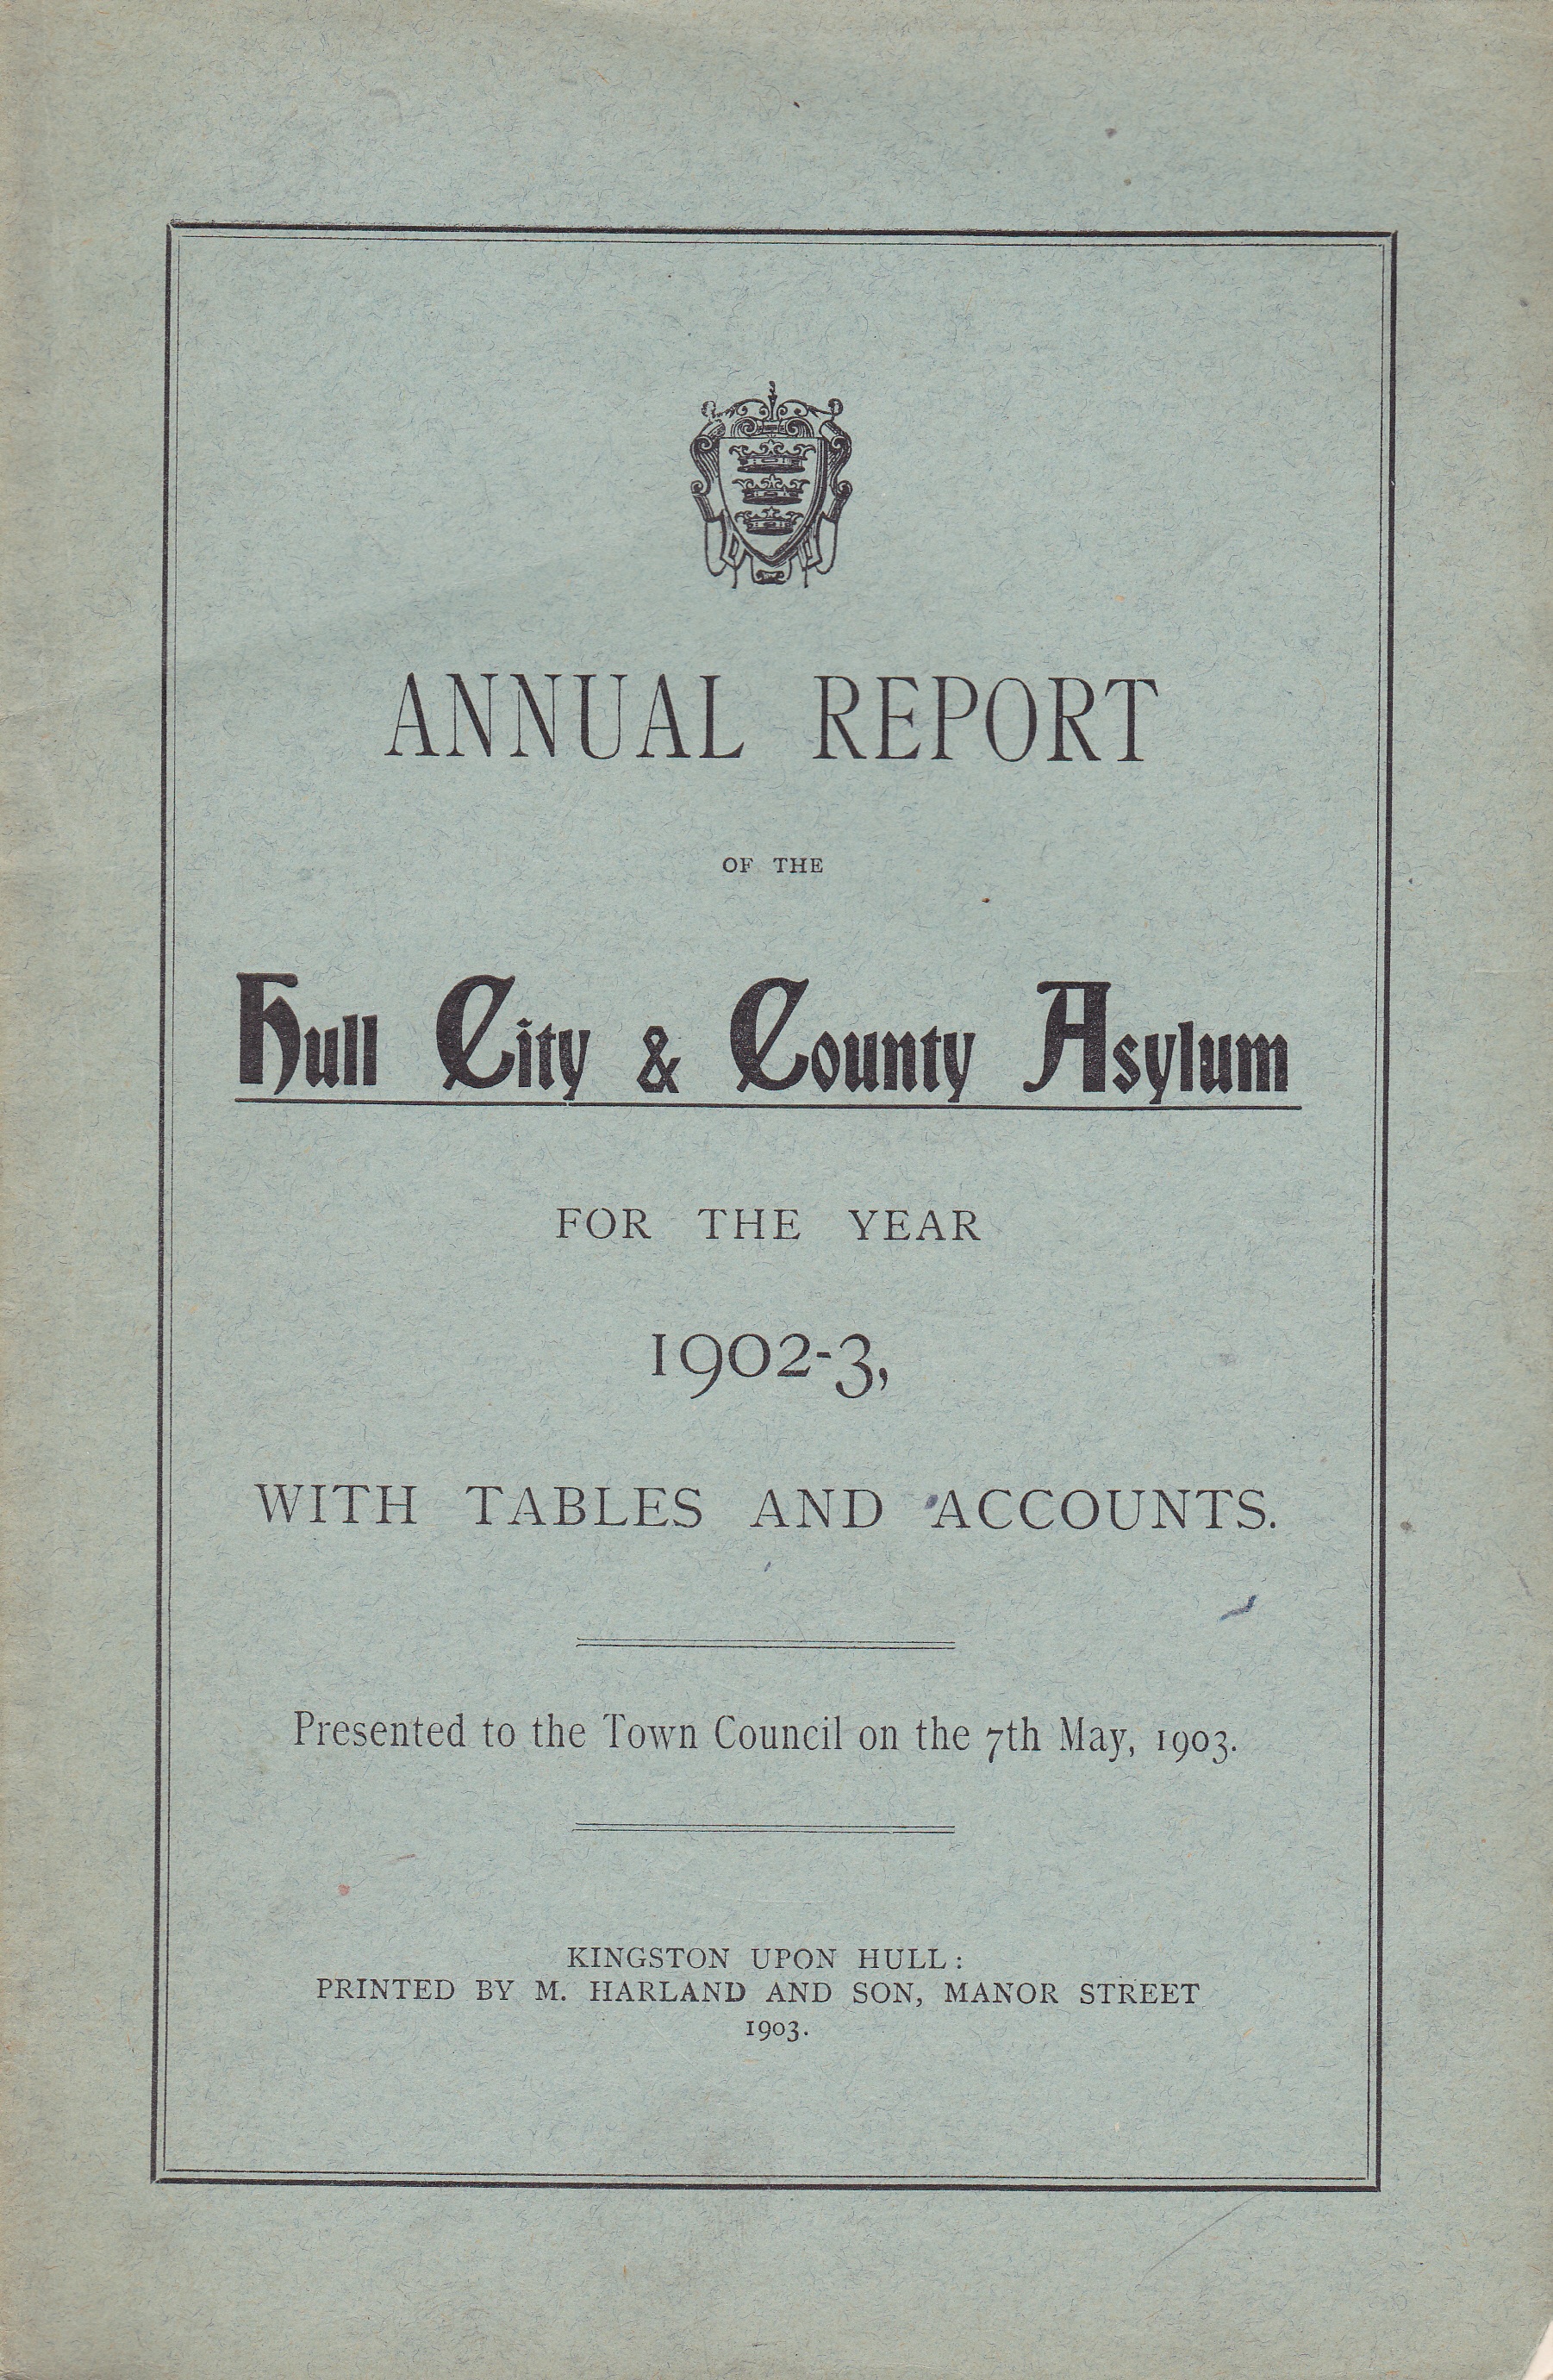 ANNUAL REPORT
OF THE
Hull City & County Asylum
FOR THE YEAR
1902-3,
WITH TABLES AND ACCOUNTS.
Presented to the Town Council on the 7th May, 1903.
KINGSTON UPON HULL:
PRINTED BY M. HARLAND AND SON, MANOR STREET
1903.